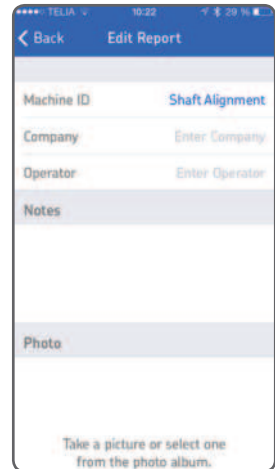 TELIA 10:22 29 %
Back Edit Report
Machine ID Shaft Alignment
Company Enter Company
Operator Enter Operator
Notes
Photo
Take a picture or select one
from the photo album.